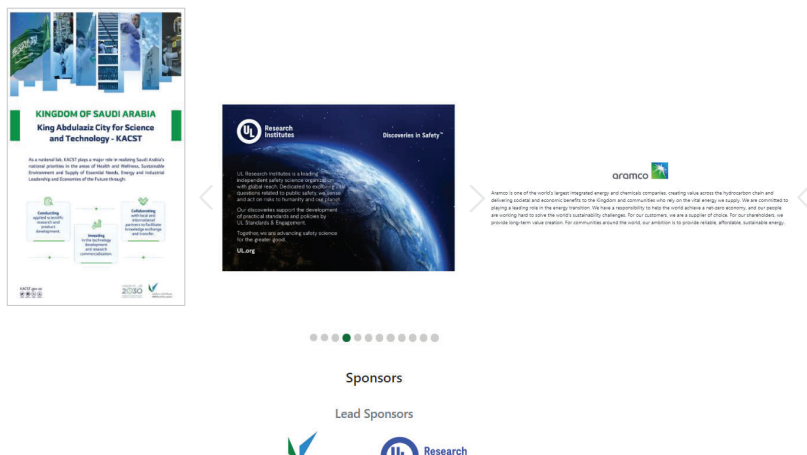 KINGDOM OF SAUDI ARABIA
King Abdulaziz City for Science
and Technology - KACST
As a national lab, KACST plays a major role in realizing Saudi Arabia's
national priorities in the areas of Health and Wellness, Sustainable
Environment and Supply of Essential Needs, Energy and Industrial
Leadership and Economies of the Future through:
Conducting
applied scientific
research and
product
development.
Investing
in the technology
development
and research
commercialization.
Collaborating
with local and
international
partners to facilitate
knowledge exchange
and transfer.
KACST.gov.sa
2030
UL Research
Institutes
Discoveries in Safety™
UL Research Institutes is a leading
independent safety science organization
with global reach. Dedicated to exploring vital
questions related to public safety, we sense
and act on risks to humanity and our planet.
Our discoveries support the development
of practical standards and policies by
UL Standards & Engagement.
Together, we are advancing safety science
for the greater good.
UL.org
aramco
Aramco is one of the world's largest integrated energy and chemicals companies, creating value across the hydrocarbon chain and
delivering societal and economic benefits to the Kingdom and communities who rely on the vital energy we supply. We are committed to
playing a leading role in the energy transition. We have a responsibility to help the world achieve a net-zero economy, and our people
are working hard to solve the world's sustainability challenges. For our customers, we are a supplier of choice. For our shareholders, we
provide long-term value creation. For communities around the world, our ambition is to provide reliable, affordable, sustainable energy.
Sponsors
Lead Sponsors
UL Research